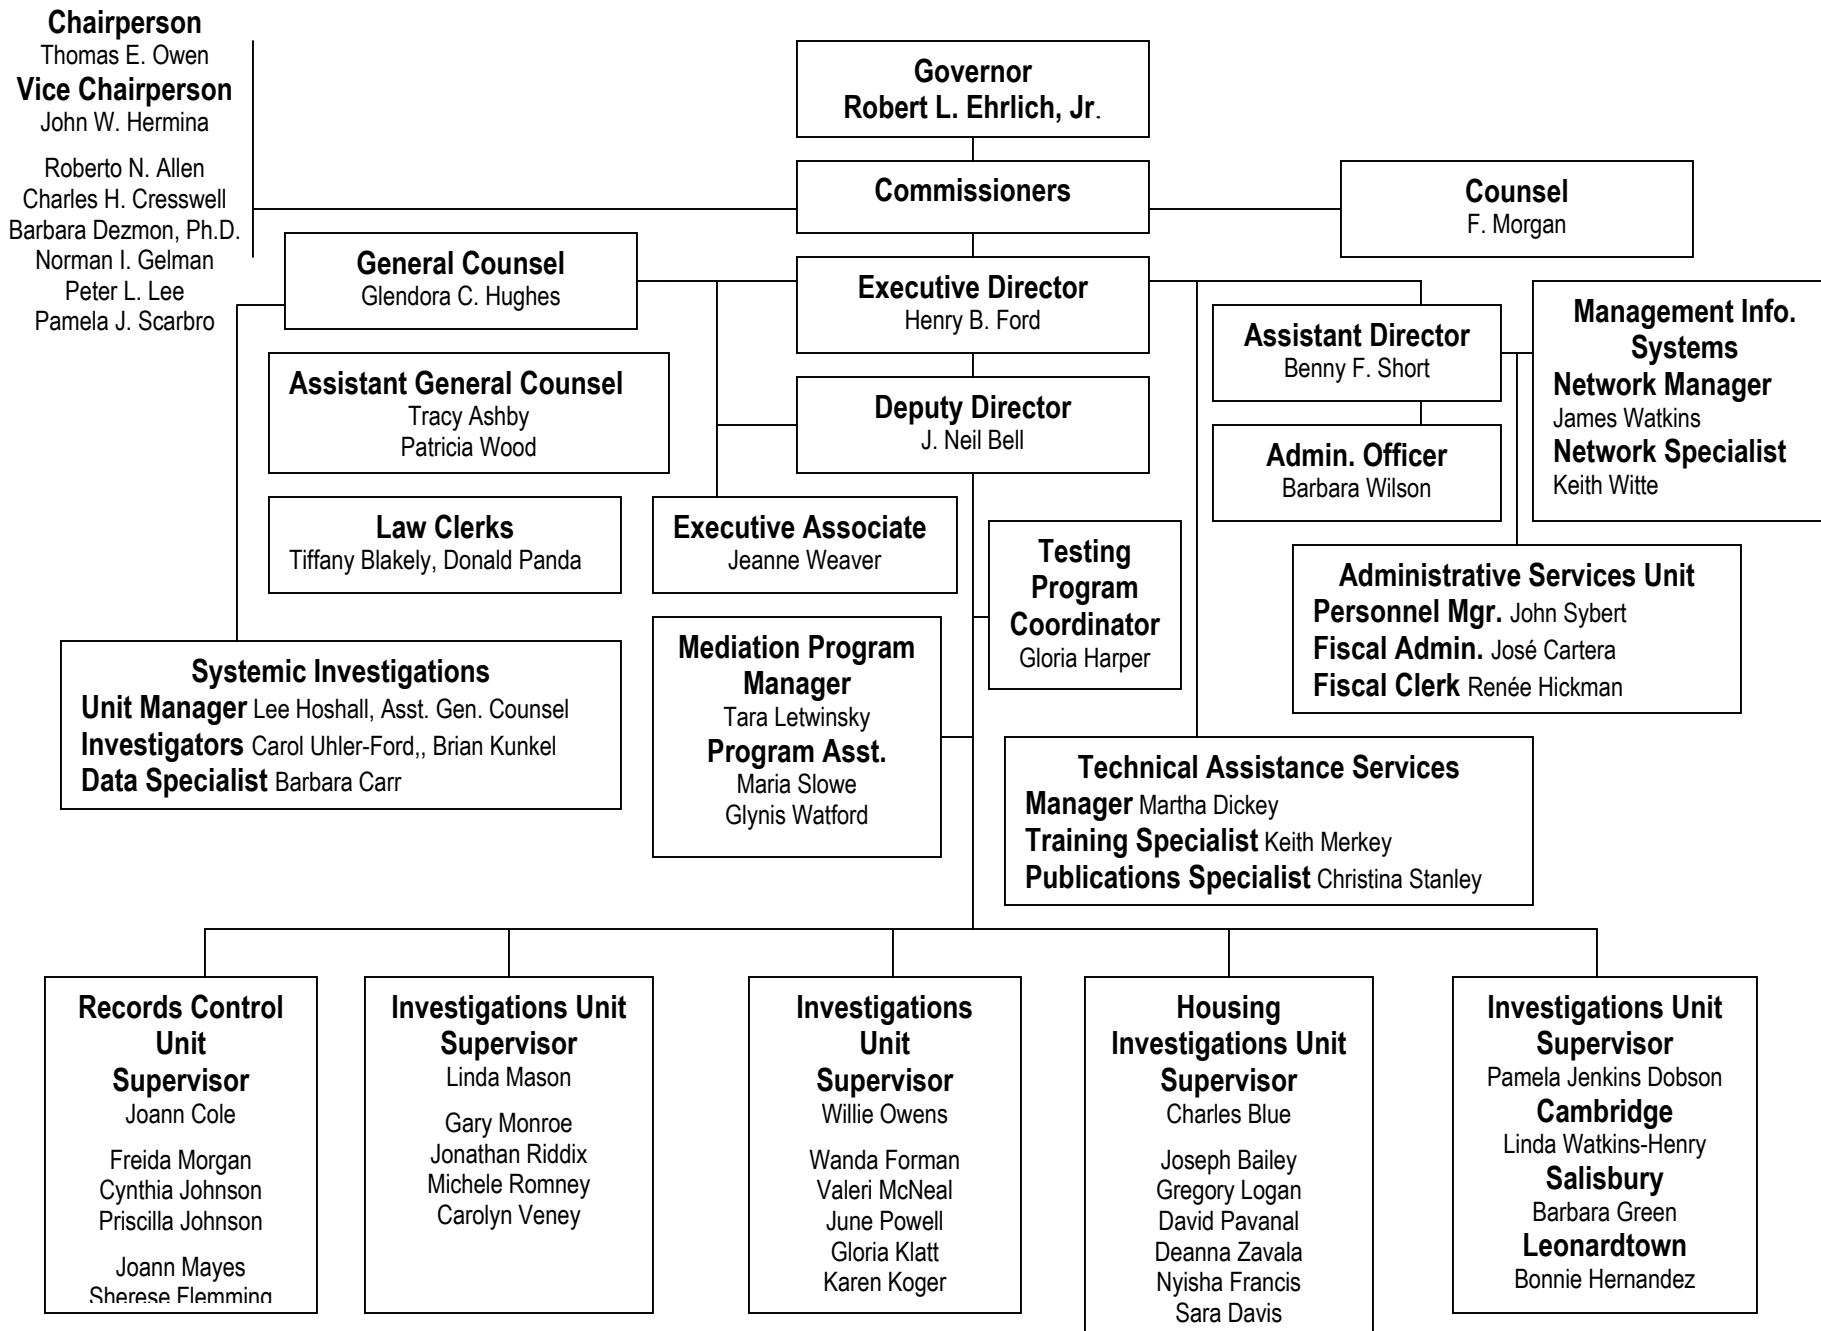 Chairperson
Thomas E. Owen
Vice Chairperson
John W. Hermina
Roberto N. Allen
Charles H. Cresswell
Barbara Dezmon, Ph.D.
Norman I. Gelman
Peter L. Lee
Pamela J. Scarbro
Governor
Robert L. Ehrlich, Jr.
Commissioners
Counsel
F. Morgan
General Counsel
Glendora C. Hughes
Executive Director
Henry B. Ford
Assistant Director
Benny F. Short
Management Info.
Systems
Network Manager
James Watkins
Network Specialist
Keith Witte
Assistant General Counsel
Tracy Ashby
Patricia Wood
Deputy Director
J. Neil Bell
Admin. Officer
Barbara Wilson
Law Clerks
Tiffany Blakely, Donald Panda
Executive Associate
Jeanne Weaver
Testing
Program
Coordinator
Gloria Harper
Administrative Services Unit
Personnel Mgr. John Sybert
Fiscal Admin. José Cartera
Fiscal Clerk Renée Hickman
Systemic Investigations
Unit Manager Lee Hoshall, Asst. Gen. Counsel
Investigators Carol Uhler-Ford,, Brian Kunkel
Data Specialist Barbara Carr
Mediation Program
Manager
Tara Letwinsky
Program Asst.
Maria Slowe
Glynis Watford
Technical Assistance Services
Manager Martha Dickey
Training Specialist Keith Merkey
Publications Specialist Christina Stanley
Records Control
Unit
Supervisor
Joann Cole
Freida Morgan
Cynthia Johnson
Priscilla Johnson
Joann Mayes
Sherese Flemming
Investigations Unit
Supervisor
Linda Mason
Gary Monroe
Jonathan Riddix
Michele Romney
Carolyn Veney
Investigations
Unit
Supervisor
Willie Owens
Wanda Forman
Valeri McNeal
June Powell
Gloria Klatt
Karen Koger
Housing
Investigations Unit
Supervisor
Charles Blue
Joseph Bailey
Gregory Logan
David Pavanal
Deanna Zavala
Nyisha Francis
Sara Davis
Investigations Unit
Supervisor
Pamela Jenkins Dobson
Cambridge
Linda Watkins-Henry
Salisbury
Barbara Green
Leonardtown
Bonnie Hernandez